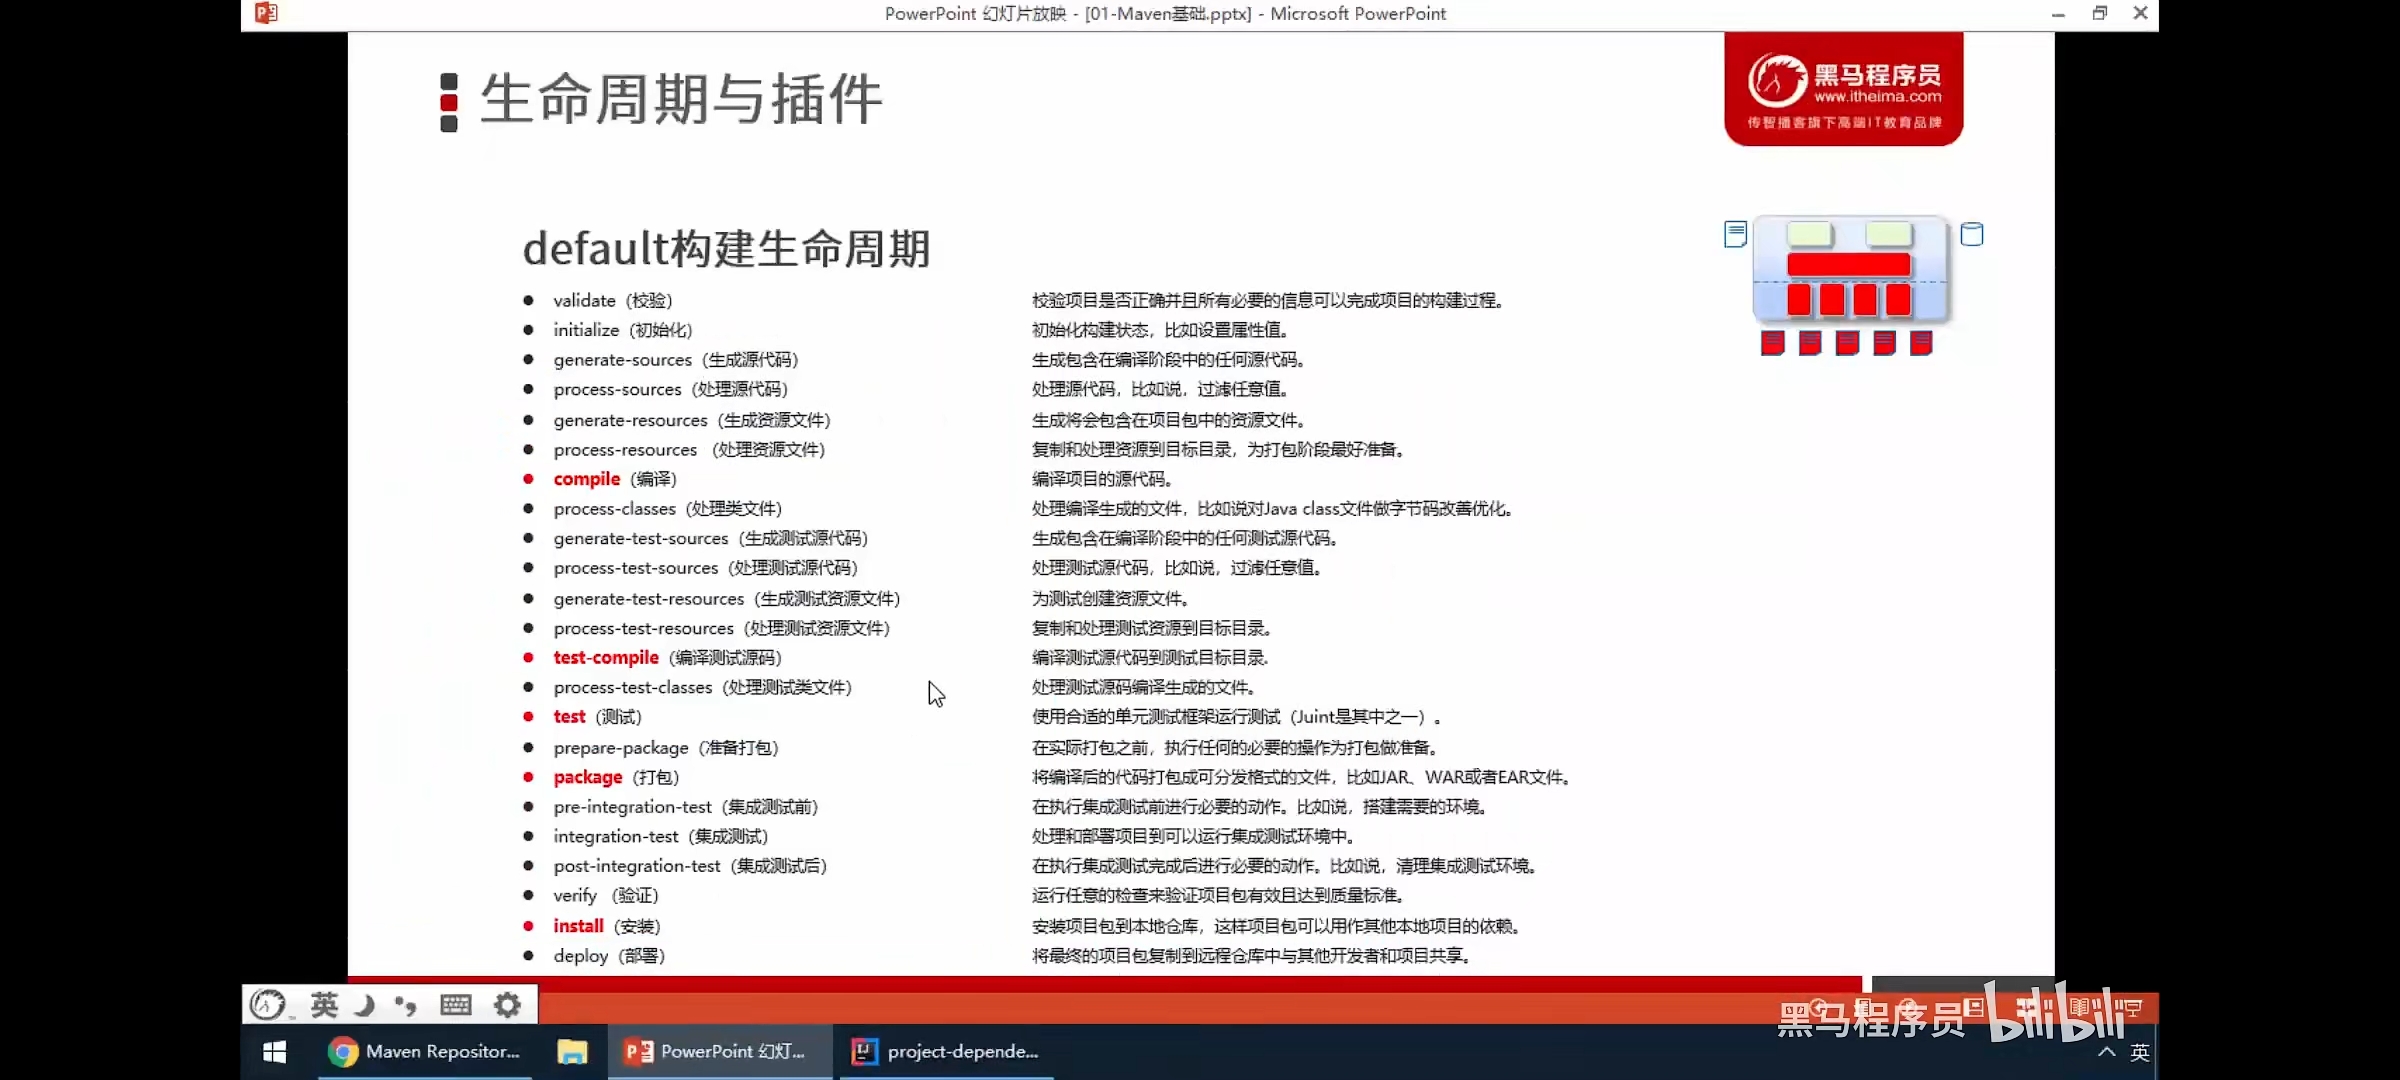 PowerPoint 幻灯片放映 - [01-Maven基础.pptx] - Microsoft PowerPoint
生命周期与插件
黑马程序员
www.itheima.com
传智播客旗下高端IT教育品牌
default构建生命周期
validate（校验） 校验项目是否正确并且所有必要的信息可以完成项目的构建过程。
initialize（初始化） 初始化构建状态，比如设置属性值。
generate-sources（生成源代码） 生成包含在编译阶段中的任何源代码。
process-sources（处理源代码） 处理源代码，比如说，过滤任意值。
generate-resources（生成资源文件） 生成将会包含在项目包中的资源文件。
process-resources （处理资源文件） 复制和处理资源到目标目录，为打包阶段最好准备。
compile（编译） 编译项目的源代码。
process-classes（处理类文件） 处理编译生成的文件，比如说对Java class文件做字节码改善优化。
generate-test-sources（生成测试源代码） 生成包含在编译阶段中的任何测试源代码。
process-test-sources（处理测试源代码） 处理测试源代码，比如说，过滤任意值。
generate-test-resources（生成测试资源文件） 为测试创建资源文件。
process-test-resources（处理测试资源文件） 复制和处理测试资源到目标目录。
test-compile（编译测试源码） 编译测试源代码到测试目标目录.
process-test-classes（处理测试类文件） 处理测试源码编译生成的文件。
test（测试） 使用合适的单元测试框架运行测试（Juint是其中之一）。
prepare-package（准备打包） 在实际打包之前，执行任何的必要的操作为打包做准备。
package（打包） 将编译后的代码打包成可分发格式的文件，比如JAR、WAR或者EAR文件。
pre-integration-test（集成测试前） 在执行集成测试前进行必要的动作。比如说，搭建需要的环境。
integration-test（集成测试） 处理和部署项目到可以运行集成测试环境中。
post-integration-test（集成测试后） 在执行集成测试完成后进行必要的动作。比如说，清理集成测试环境。
verify （验证） 运行任意的检查来验证项目包有效且达到质量标准。
install（安装） 安装项目包到本地仓库，这样项目包可以用作其他本地项目的依赖。
deploy（部署） 将最终的项目包复制到远程仓库中与其他开发者和项目共享。
英
黑马程序员 bilibili
Maven Repositor...
PowerPoint 幻灯...
project-depende...
英